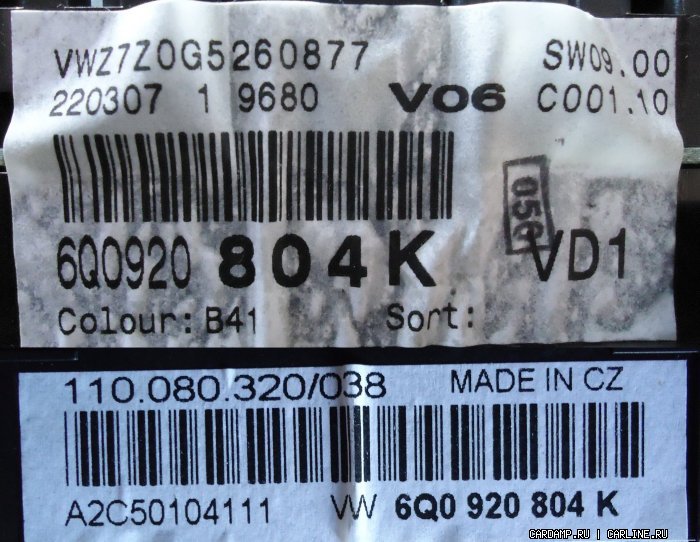 VWZ7Z0G5260877 SW09.00
220307 1 9680 V06 C001.10
6Q0920 804K VD1
Colour: B41 Sort:
110.080.320/038 MADE IN CZ
A2C50104111 VW 6Q0 920 804 K
CARDAMP.RU | CARLINE.RU